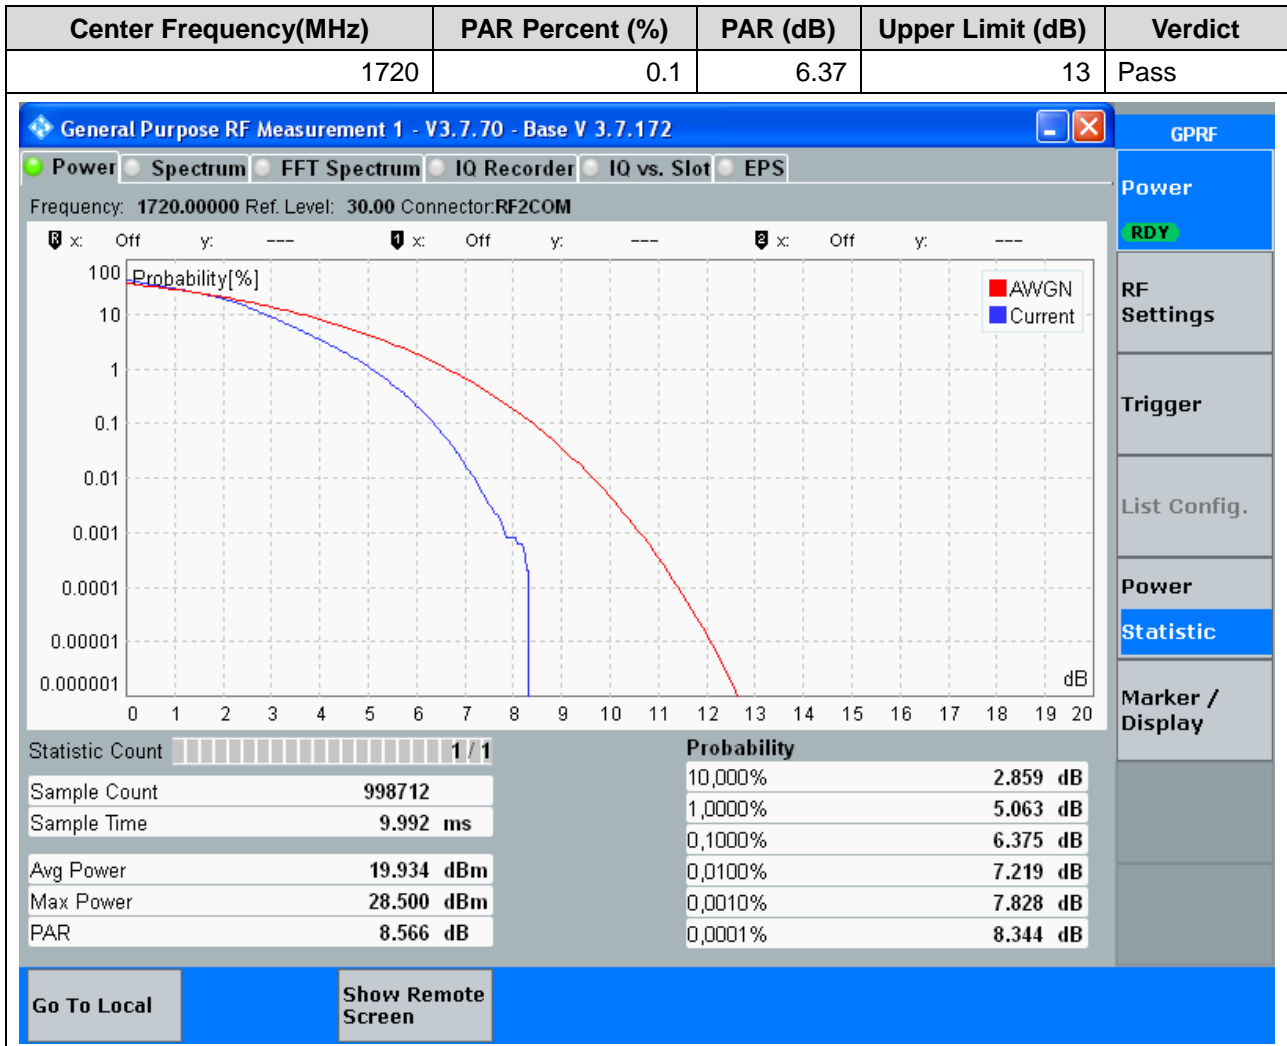 Center Frequency(MHz) PAR Percent (%) PAR (dB) Upper Limit (dB) Verdict
1720 0.1 6.37 13 Pass
General Purpose RF Measurement 1 - V3.7.70 - Base V 3.7.172
GPRF
Power Spectrum FFT Spectrum IQ Recorder IQ vs. Slot EPS
Frequency: 1720.00000 Ref. Level: 30.00 Connector:RF2COM
R x: Off y: --- 1 x: Off y: --- 2 x: Off y: ---
Probability[%]
AWGN
Current
100
10
1
0.1
0.01
0.001
0.0001
0.00001
0.000001
dB
0 1 2 3 4 5 6 7 8 9 10 11 12 13 14 15 16 17 18 19 20
Statistic Count 1 / 1
Sample Count 998712
Sample Time 9.992 ms
Avg Power 19.934 dBm
Max Power 28.500 dBm
PAR 8.566 dB
Probability
10,000% 2.859 dB
1,0000% 5.063 dB
0,1000% 6.375 dB
0,0100% 7.219 dB
0,0010% 7.828 dB
0,0001% 8.344 dB
Power
RDY
RF
Settings
Trigger
List Config.
Power
Statistic
Marker /
Display
Go To Local
Show Remote
Screen